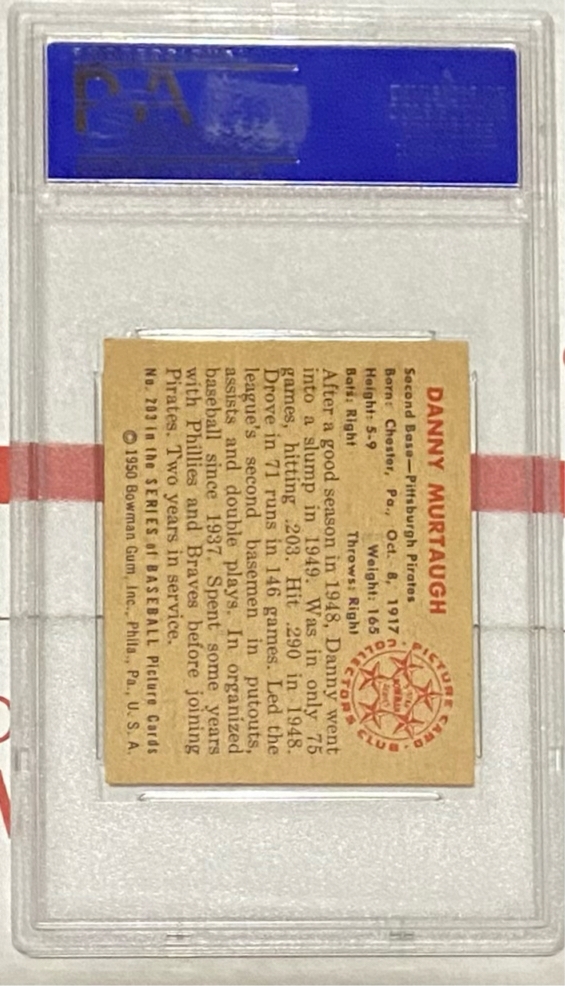 DANNY MURTAUGH
Second Base—Pittsburgh Pirates
Born: Chester, Pa., Oct. 8, 1917
Height: 5-9 Weight: 165
Bats: Right Throws: Right
After a good season in 1948, Danny went
into a slump in 1949. Was in only 75
games, hitting .203. Hit .290 in 1948.
Drove in 71 runs in 146 games. Led the
league's second basemen in putouts,
assists and double plays. In organized
baseball since 1937. Spent some years
with Phillies and Braves before joining
Pirates. Two years in service.
No. 203 in the SERIES of BASEBALL Picture Cards
©1950 Bowman Gum, Inc., Phila., Pa., U. S. A.
PICTURE CARD
COLLECTORS CLUB